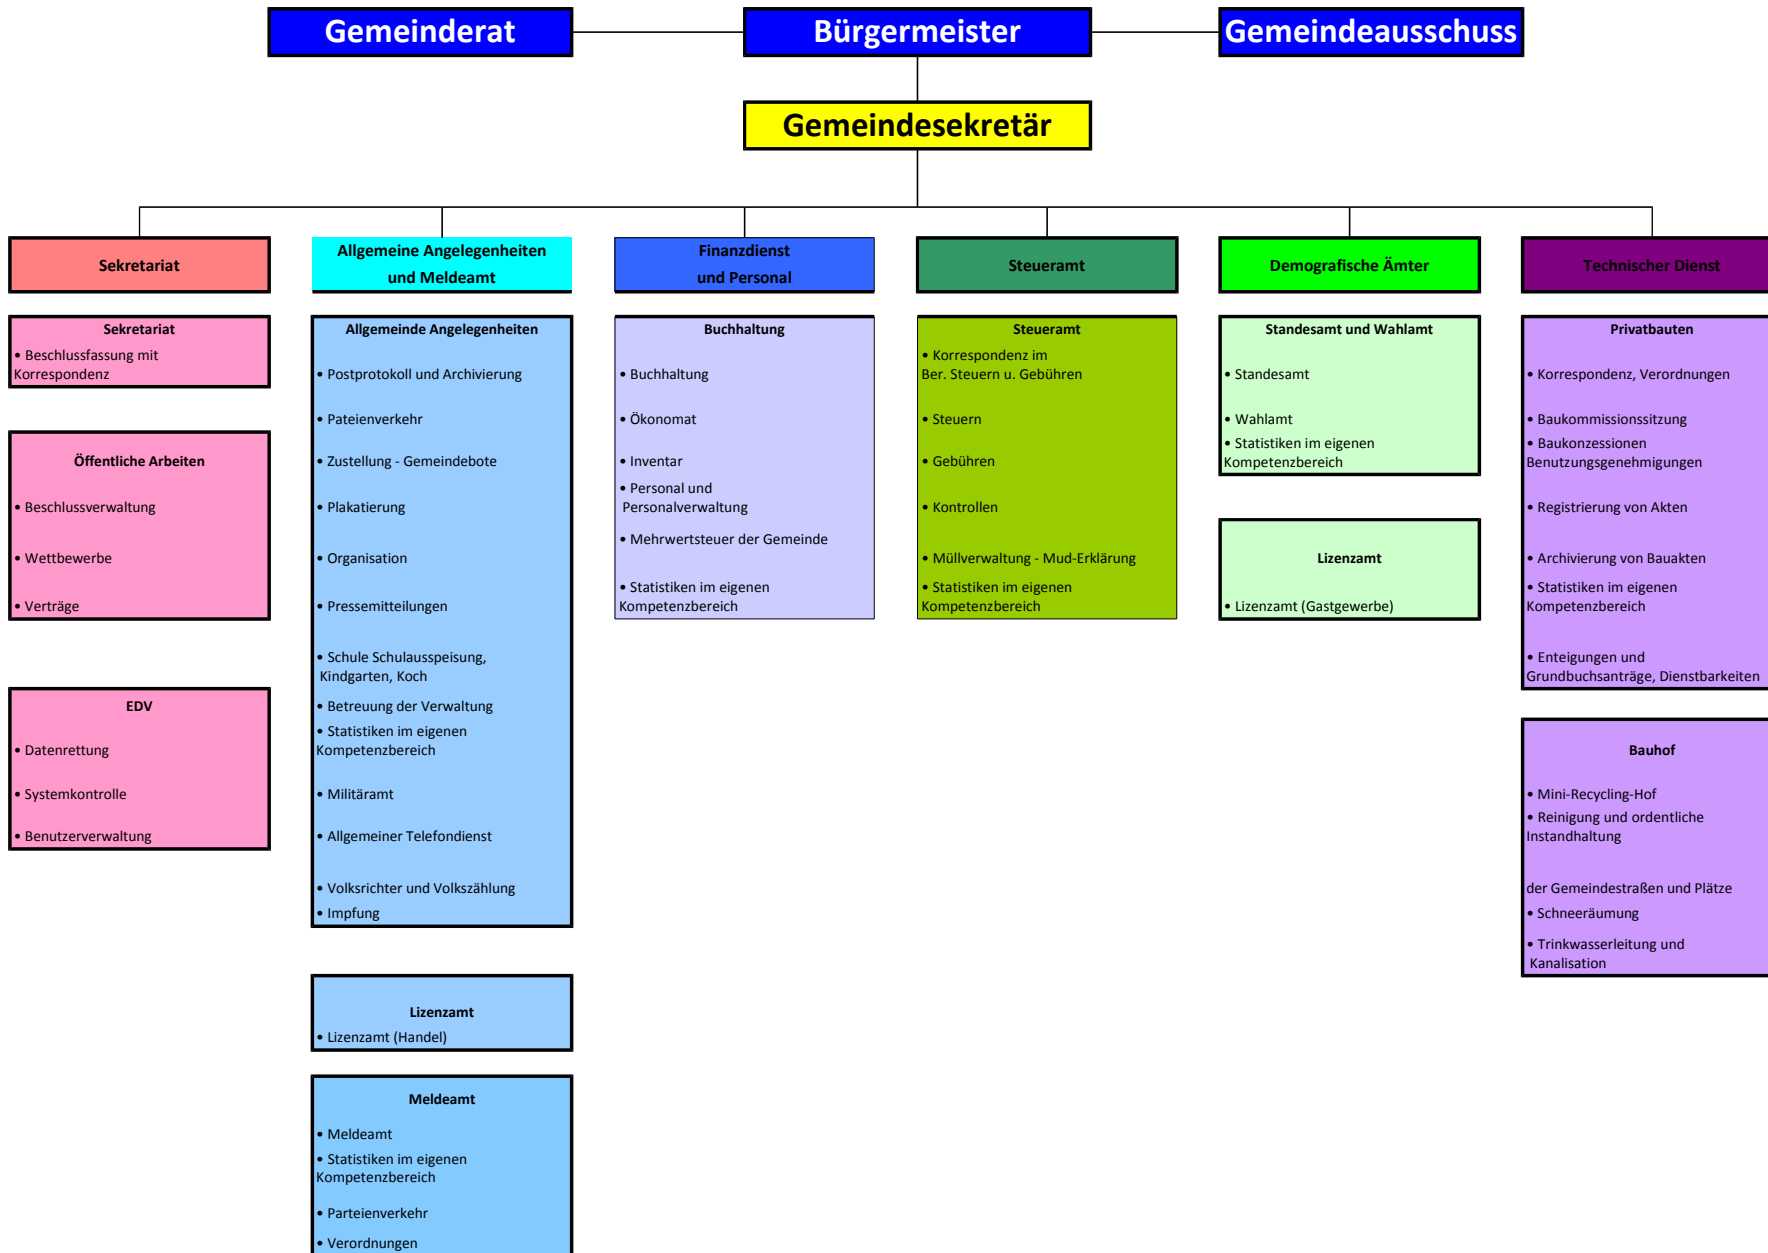 Gemeinderat
Bürgermeister
Gemeindeausschuss
Gemeindesekretär
Sekretariat
Sekretariat
• Beschlussfassung mit
Korrespondenz
Öffentliche Arbeiten
• Beschlussverwaltung
• Wettbewerbe
• Verträge
EDV
• Datenrettung
• Systemkontrolle
• Benutzerverwaltung
Allgemeine Angelegenheiten
und Meldeamt
Allgemeinde Angelegenheiten
• Postprotokoll und Archivierung
• Pateienverkehr
• Zustellung - Gemeindebote
• Plakatierung
• Organisation
• Pressemitteilungen
• Schule Schulausspeisung,
Kindgarten, Koch
• Betreuung der Verwaltung
• Statistiken im eigenen
Kompetenzbereich
• Militäramt
• Allgemeiner Telefondienst
• Volksrichter und Volkszählung
• Impfung
Lizenzamt
• Lizenzamt (Handel)
Meldeamt
• Meldeamt
• Statistiken im eigenen
Kompetenzbereich
• Parteienverkehr
• Verordnungen
Finanzdienst
und Personal
Buchhaltung
• Buchhaltung
• Ökonomat
• Inventar
• Personal und
Personalverwaltung
• Mehrwertsteuer der Gemeinde
• Statistiken im eigenen
Kompetenzbereich
Steueramt
Steueramt
• Korrespondenz im
Ber. Steuern u. Gebühren
• Steuern
• Gebühren
• Kontrollen
• Müllverwaltung - Mud-Erklärung
• Statistiken im eigenen
Kompetenzbereich
Demografische Ämter
Standesamt und Wahlamt
• Standesamt
• Wahlamt
• Statistiken im eigenen
Kompetenzbereich
Lizenzamt
• Lizenzamt (Gastgewerbe)
Technischer Dienst
Privatbauten
• Korrespondenz, Verordnungen
• Baukommissionssitzung
• Baukonzessionen
Benutzungsgenehmigungen
• Registrierung von Akten
• Archivierung von Bauakten
• Statistiken im eigenen
Kompetenzbereich
• Enteigungen und
Grundbuchsanträge, Dienstbarkeiten
Bauhof
• Mini-Recycling-Hof
• Reinigung und ordentliche
Instandhaltung
der Gemeindestraßen und Plätze
• Schneeräumung
• Trinkwasserleitung und
Kanalisation